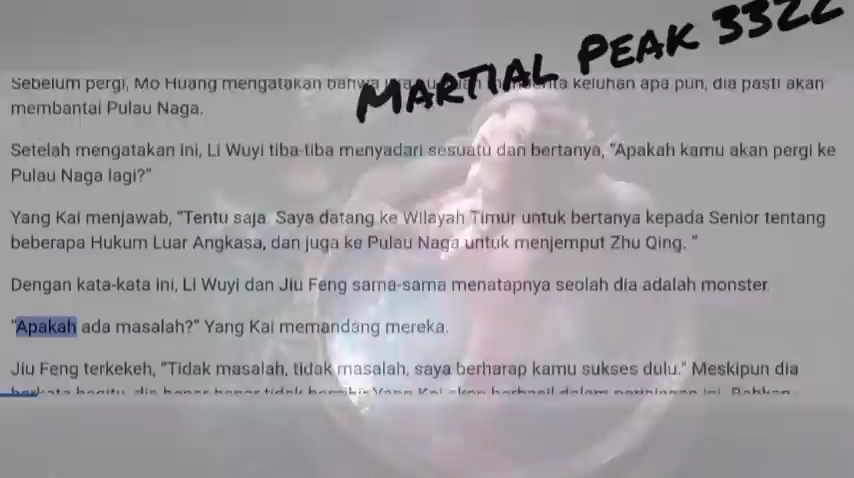 MARTIAL PEAK 3322
Sebelum pergi, Mo Huang mengatakan bahwa keluhan apa pun, dia pasti akan
membantai Pulau Naga.
Setelah mengatakan ini, Li Wuyi tiba-tiba menyadari sesuatu dan bertanya, “Apakah kamu akan pergi ke
Pulau Naga lagi?”
Yang Kai menjawab, “Tentu saja. Saya datang ke Wilayah Timur untuk bertanya kepada Senior tentang
beberapa Hukum Luar Angkasa, dan juga ke Pulau Naga untuk menjemput Zhu Qing. ”
Dengan kata-kata ini, Li Wuyi dan Jiu Feng sama-sama menatapnya seolah dia adalah monster.
“Apakah ada masalah?” Yang Kai memandang mereka.
Jiu Feng terkekeh, “Tidak masalah, tidak masalah, saya berharap kamu sukses dulu.” Meskipun dia